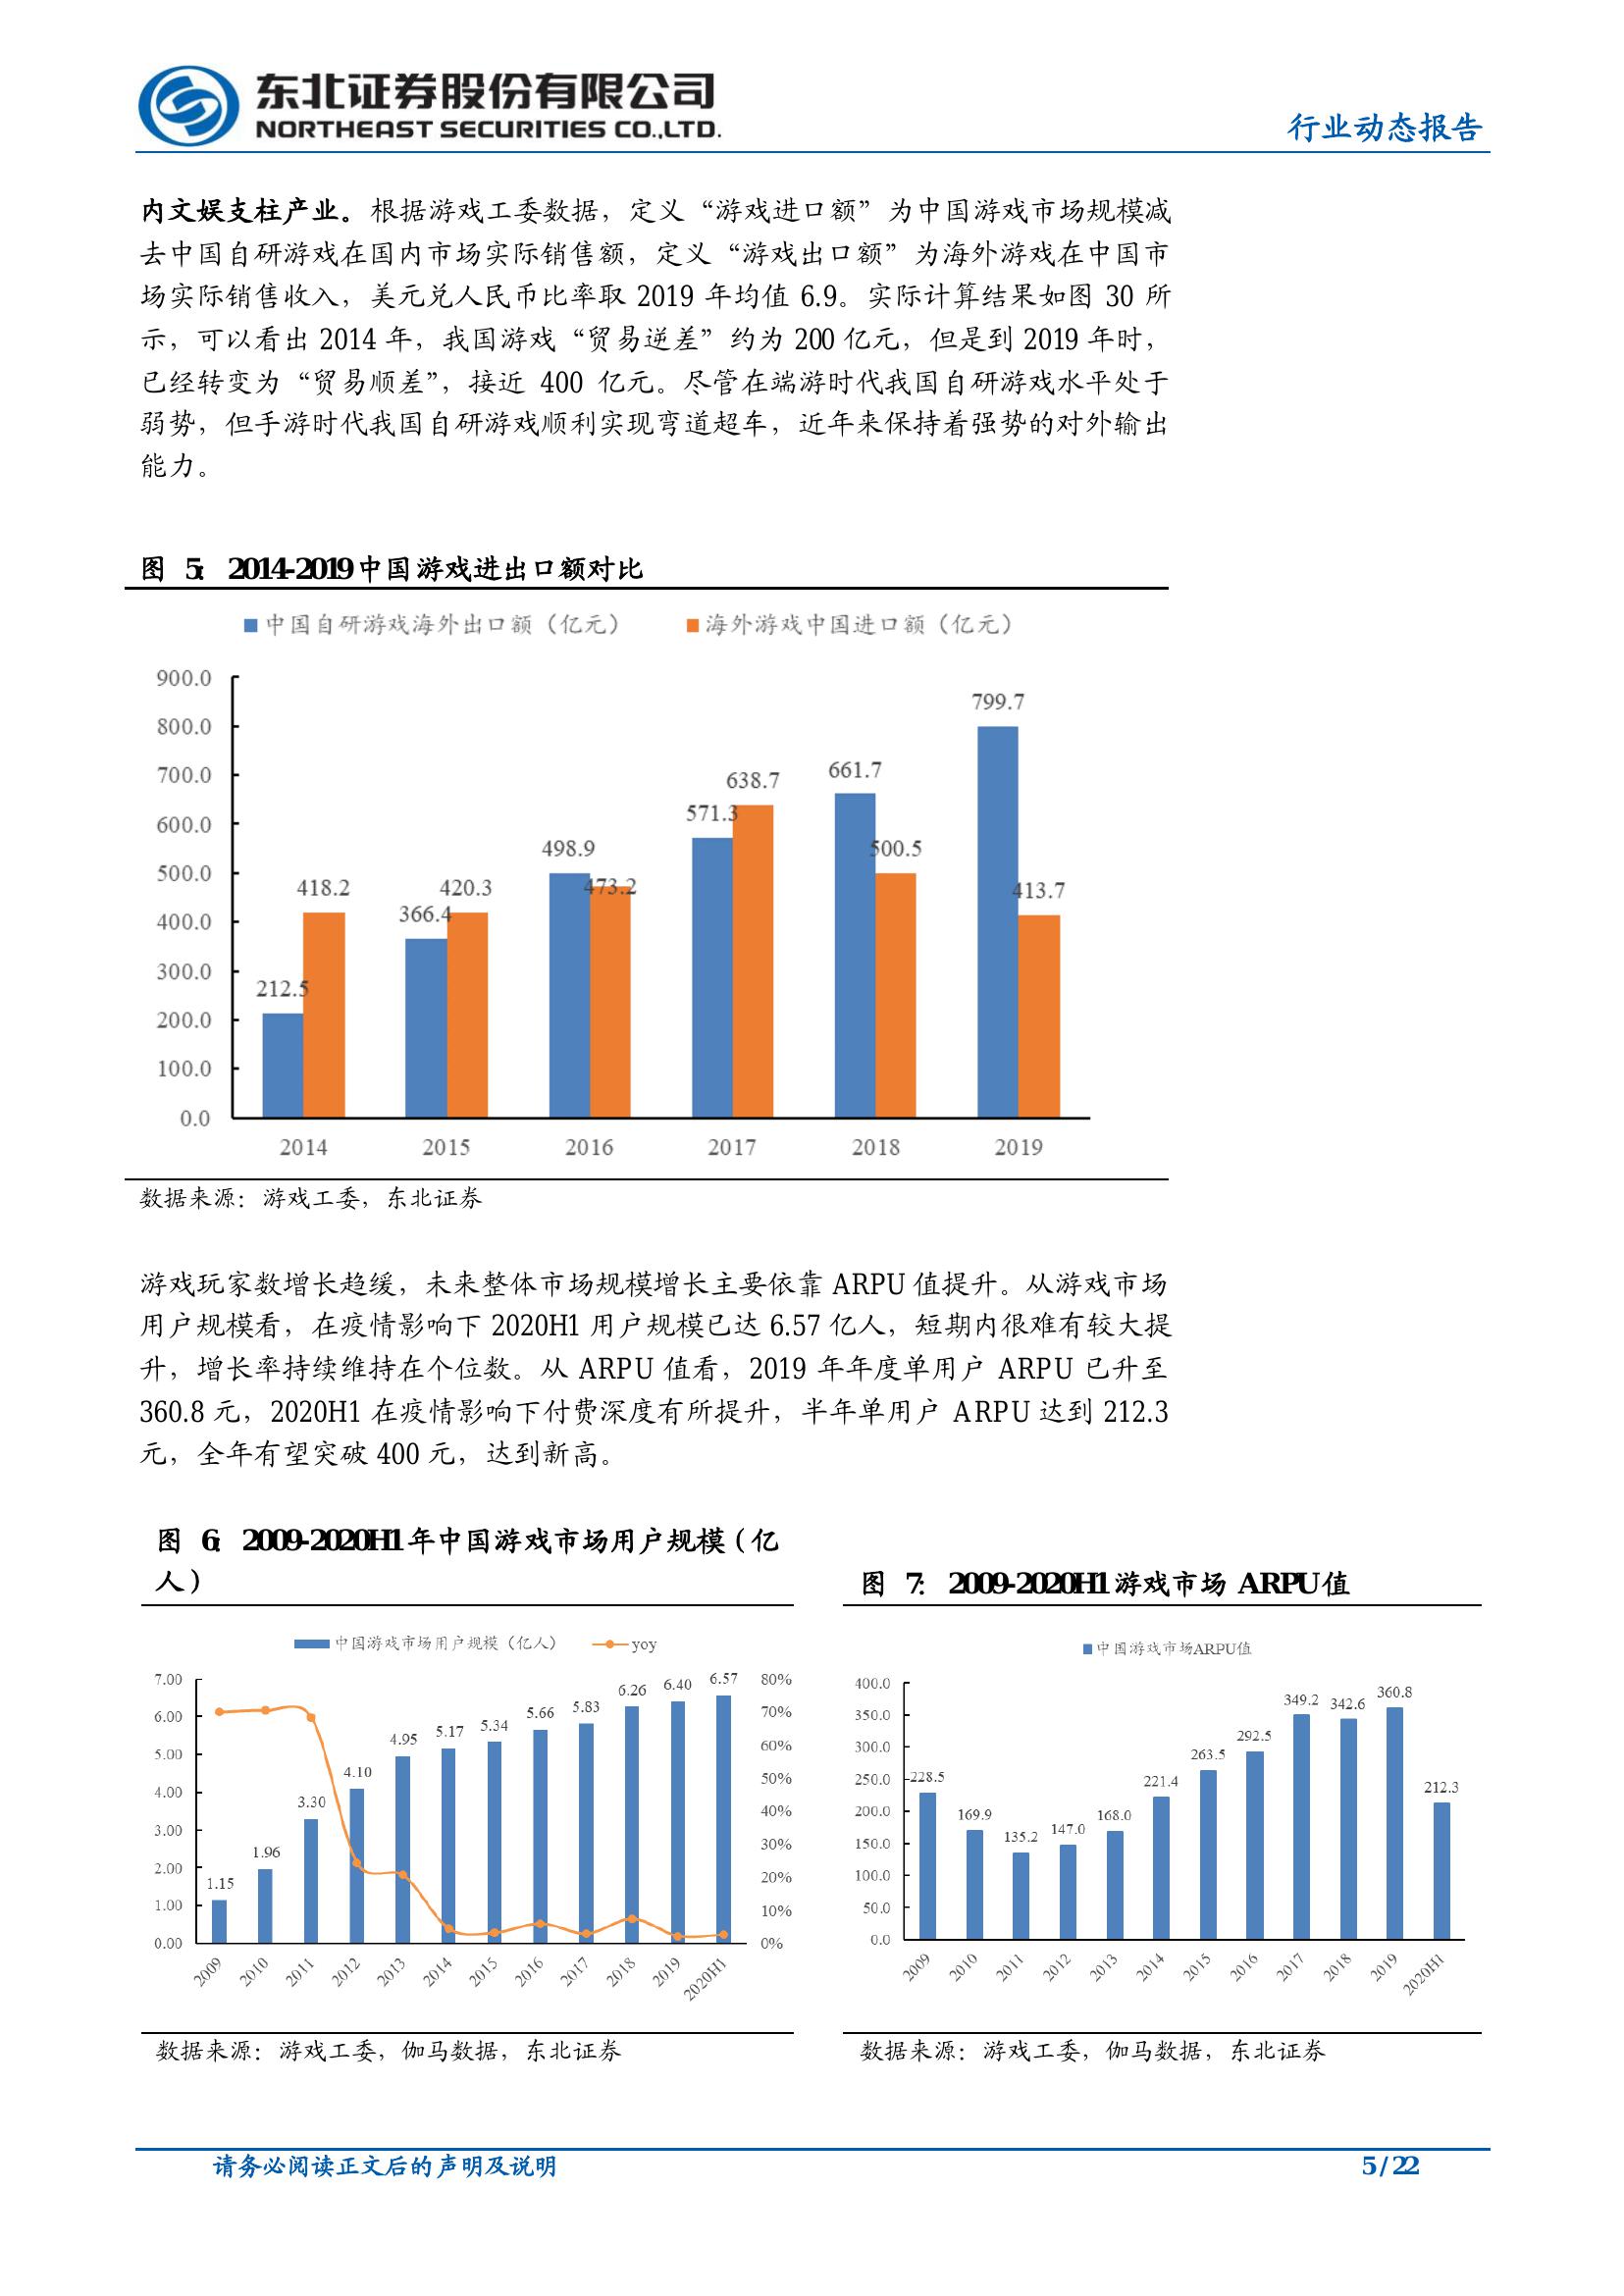 东北证券股份有限公司
NORTHEAST SECURITIES CO.,LTD.
行业动态报告
内文娱支柱产业。根据游戏工委数据，定义“游戏进口额”为中国游戏市场规模减
去中国自研游戏在国内市场实际销售额，定义“游戏出口额”为海外游戏在中国市
场实际销售收入，美元兑人民币比率取 2019 年均值 6.9。实际计算结果如图 30 所
示，可以看出 2014 年，我国游戏“贸易逆差”约为 200 亿元，但是到 2019 年时，
已经转变为“贸易顺差”，接近 400 亿元。尽管在端游时代我国自研游戏水平处于
弱势，但手游时代我国自研游戏顺利实现弯道超车，近年来保持着强势的对外输出
能力。
图 5：2014-2019 中国游戏进出口额对比
中国自研游戏海外出口额（亿元） 海外游戏中国进口额（亿元）
900.0
800.0
700.0
600.0
500.0
400.0
300.0
200.0
100.0
0.0
212.5 418.2 366.4 420.3 498.9 473.2 571.3 638.7 661.7 500.5 799.7 413.7
2014 2015 2016 2017 2018 2019
数据来源：游戏工委，东北证券
游戏玩家数增长趋缓，未来整体市场规模增长主要依靠 ARPU 值提升。从游戏市场
用户规模看，在疫情影响下 2020H1 用户规模已达 6.57 亿人，短期内很难有较大提
升，增长率持续维持在个位数。从 ARPU 值看，2019 年年度单用户 ARPU 已升至
360.8 元，2020H1 在疫情影响下付费深度有所提升，半年单用户 ARPU 达到 212.3
元，全年有望突破 400 元，达到新高。
图 6：2009-2020H1 年中国游戏市场用户规模（亿
人）
中国游戏市场用户规模（亿人） yoy
7.00
6.00
5.00
4.00
3.00
2.00
1.00
0.00
1.15 1.96 3.30 4.10 4.95 5.17 5.34 5.66 5.83 6.26 6.40 6.57
80%
70%
60%
50%
40%
30%
20%
10%
0%
2009 2010 2011 2012 2013 2014 2015 2016 2017 2018 2019 2020H1
数据来源：游戏工委，伽马数据，东北证券
图 7：2009-2020H1 游戏市场 ARPU 值
中国游戏市场ARPU值
400.0
350.0
300.0
250.0
200.0
150.0
100.0
50.0
0.0
228.5 169.9 135.2 147.0 168.0 221.4 263.5 292.5 349.2 342.6 360.8 212.3
2009 2010 2011 2012 2013 2014 2015 2016 2017 2018 2019 2020H1
数据来源：游戏工委，伽马数据，东北证券
请务必阅读正文后的声明及说明
5 / 22